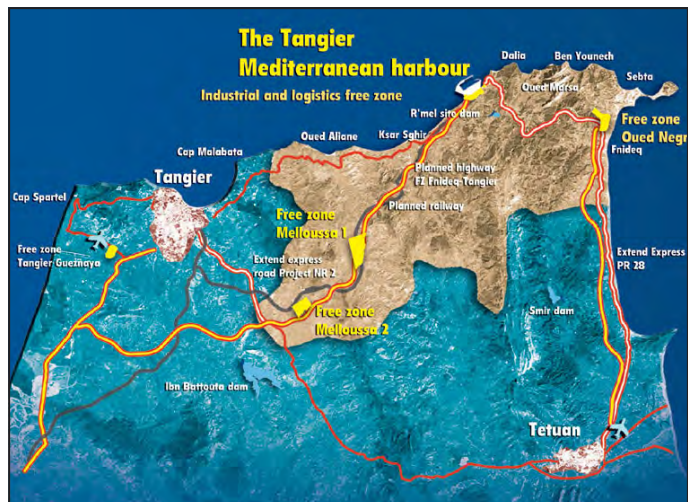 The Tangier
Mediterranean harbour
Industrial and logistics free zone
Dalia
Ben Younech
Sebta
Oued Marsa
R'mel site dam
Free zone
Oued Negr
Fnideq
Oued Aliane
Ksar Sghir
Cap Malabata
Tangier
Cap Spartel
Planned highway
FZ Fnideq-Tangier
Planned railway
Free zone
Melloussa 1
Free zone
Tangier Gueznaya
Extend express
road Project NR 2
Extend Express
PR 28
Free zone
Melloussa 2
Smir dam
Ibn Battouta dam
Tetuan